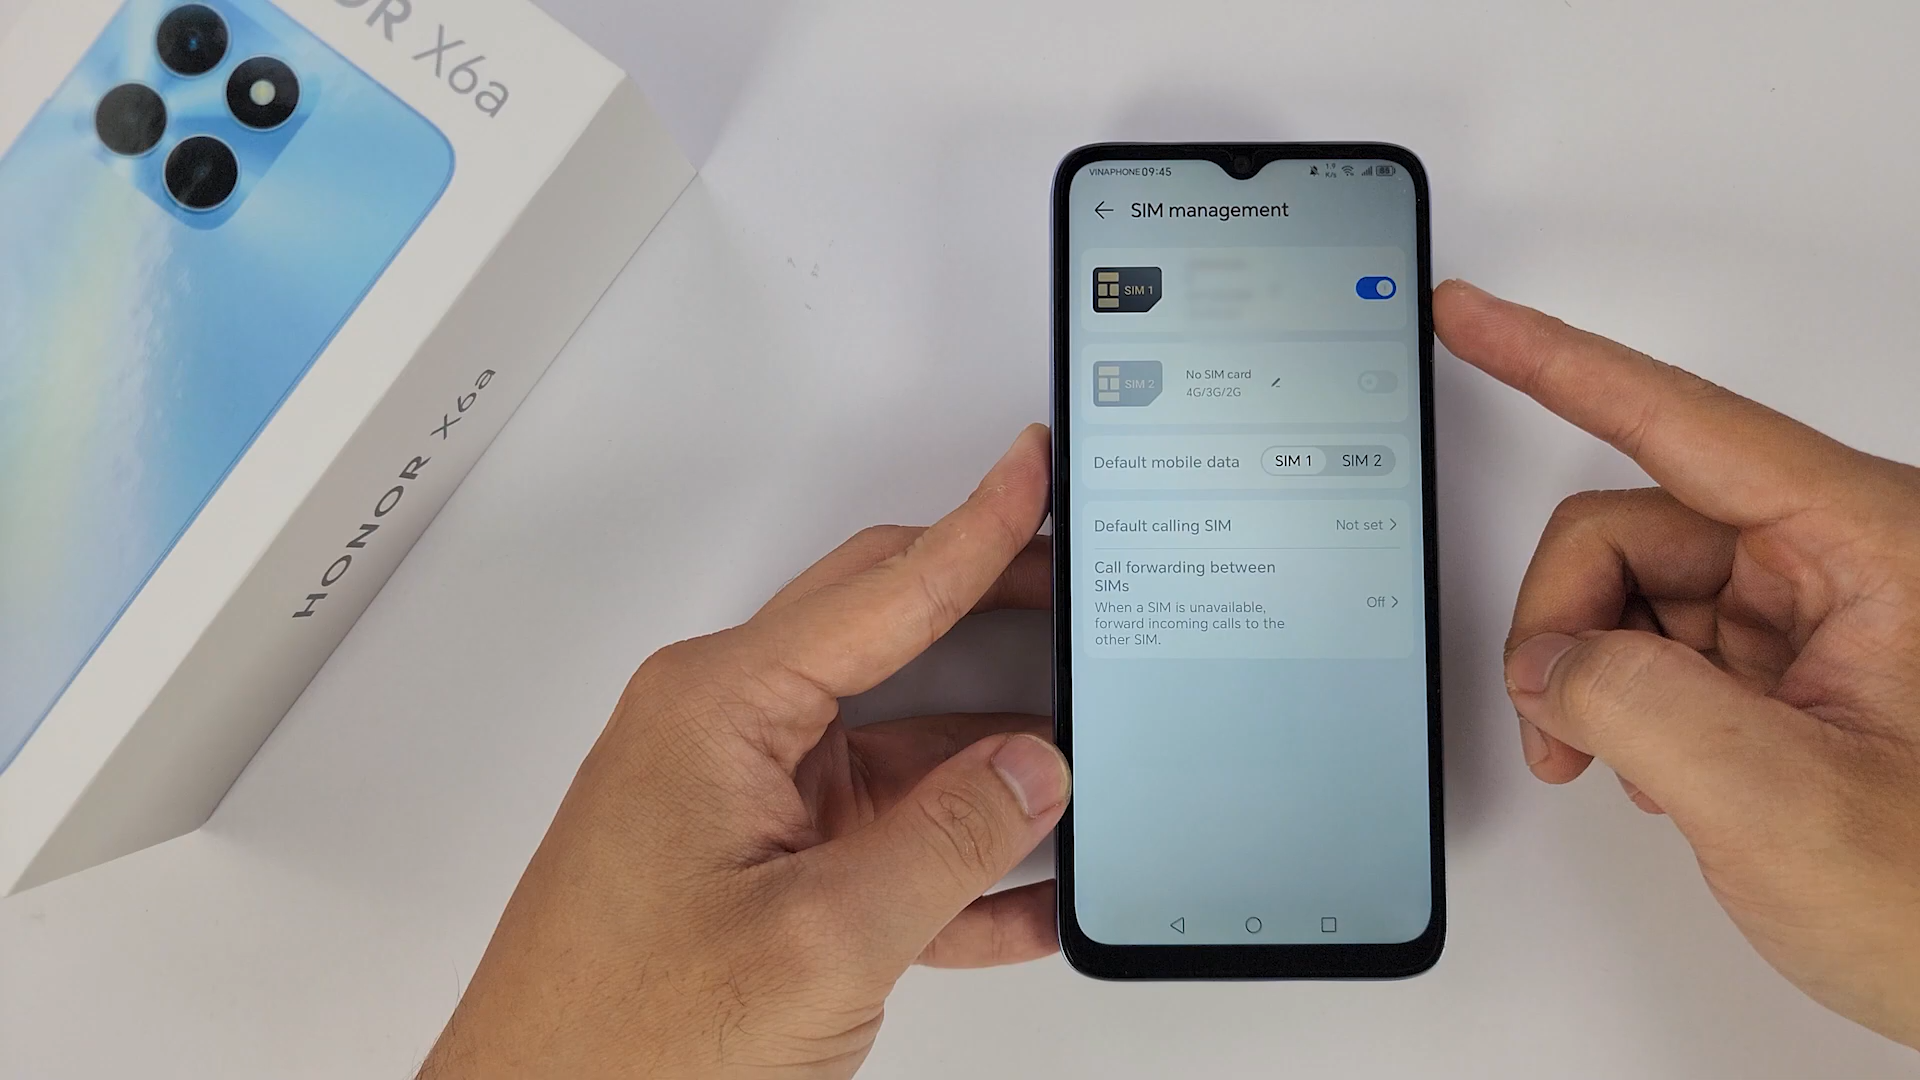 OR X6a
HONOR X6a
VINAPHONE 09:45
1.9
K/s
SIM management
SIM 1
SIM 2
No SIM card
4G/3G/2G
Default mobile data
SIM 1
SIM 2
Default calling SIM
Not set
Call forwarding between
SIMs
When a SIM is unavailable,
forward incoming calls to the
other SIM.
Off